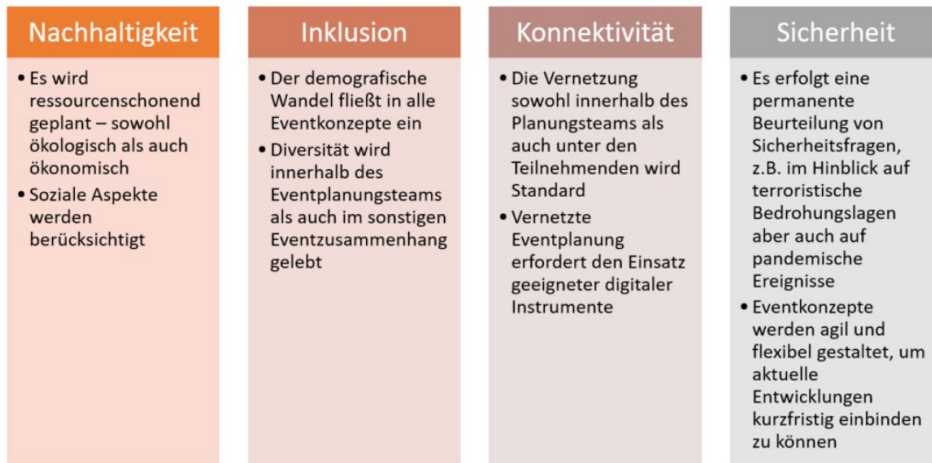 Nachhaltigkeit
• Es wird
ressourcenschonend
geplant – sowohl
ökologisch als auch
ökonomisch
• Soziale Aspekte
werden
berücksichtigt
Inklusion
• Der demografische
Wandel fließt in alle
Eventkonzepte ein
• Diversität wird
innerhalb des
Eventplanungsteams
als auch im sonstigen
Eventzusammenhang
gelebt
Konnektivität
• Die Vernetzung
sowohl innerhalb des
Planungsteams als
auch unter den
Teilnehmenden wird
Standard
• Vernetzte
Eventplanung
erfordert den Einsatz
geeigneter digitaler
Instrumente
Sicherheit
• Es erfolgt eine
permanente
Beurteilung von
Sicherheitsfragen,
z.B. im Hinblick auf
terroristische
Bedrohungslagen
aber auch auf
pandemische
Ereignisse
• Eventkonzepte
werden agil und
flexibel gestaltet, um
aktuelle
Entwicklungen
kurzfristig einbinden
zu können